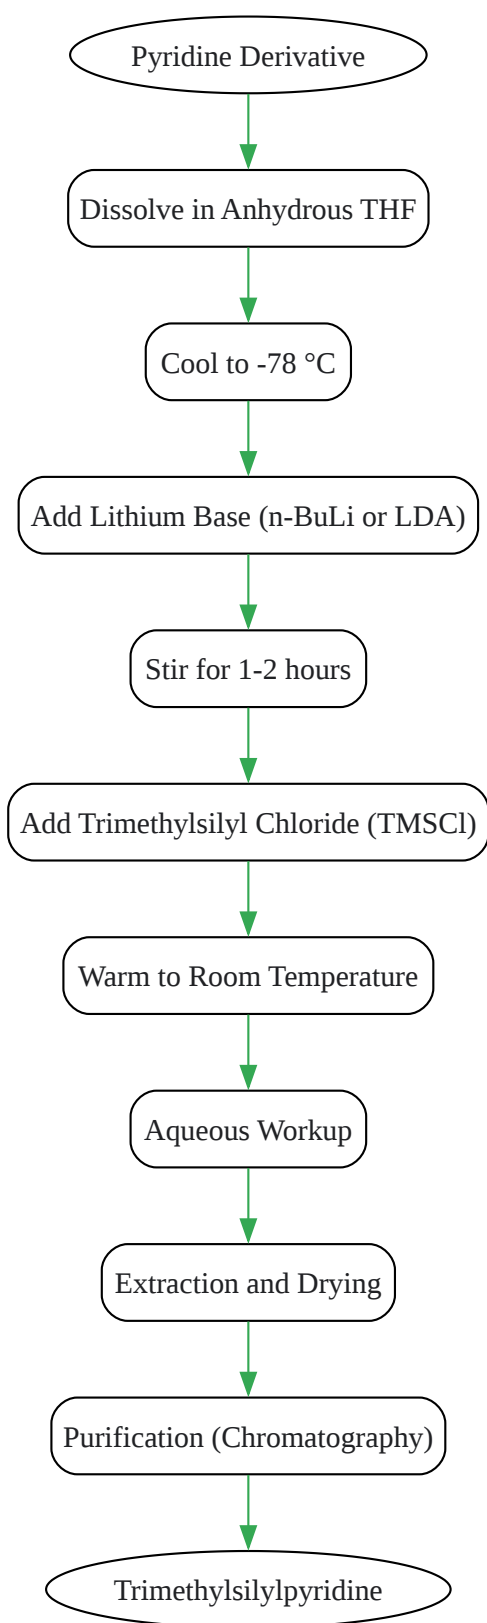 Pyridine Derivative
Dissolve in Anhydrous THF
Cool to -78 °C
Add Lithium Base (n-BuLi or LDA)
Stir for 1-2 hours
Add Trimethylsilyl Chloride (TMSCl)
Warm to Room Temperature
Aqueous Workup
Extraction and Drying
Purification (Chromatography)
Trimethylsilylpyridine